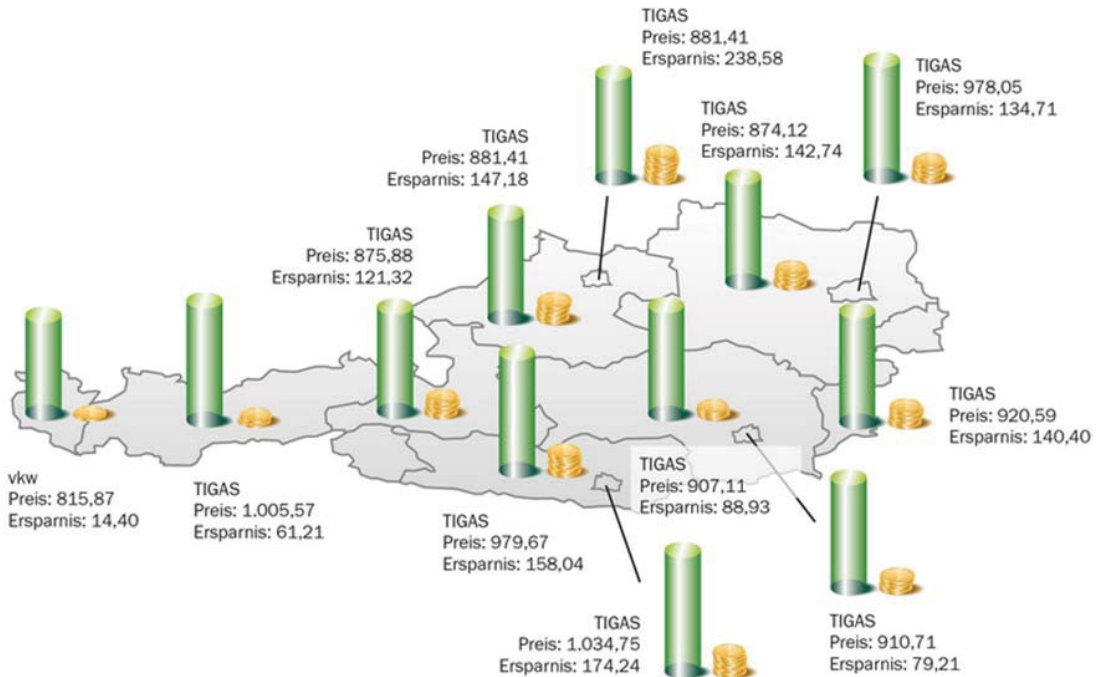 TIGAS
Preis: 881,41
Ersparnis: 238,58
TIGAS
Preis: 978,05
Ersparnis: 134,71
TIGAS
Preis: 874,12
Ersparnis: 142,74
TIGAS
Preis: 881,41
Ersparnis: 147,18
TIGAS
Preis: 875,88
Ersparnis: 121,32
TIGAS
Preis: 920,59
Ersparnis: 140,40
vkw
Preis: 815,87
Ersparnis: 14,40
TIGAS
Preis: 1.005,57
Ersparnis: 61,21
TIGAS
Preis: 907,11
Ersparnis: 88,93
TIGAS
Preis: 979,67
Ersparnis: 158,04
TIGAS
Preis: 1.034,75
Ersparnis: 174,24
TIGAS
Preis: 910,71
Ersparnis: 79,21